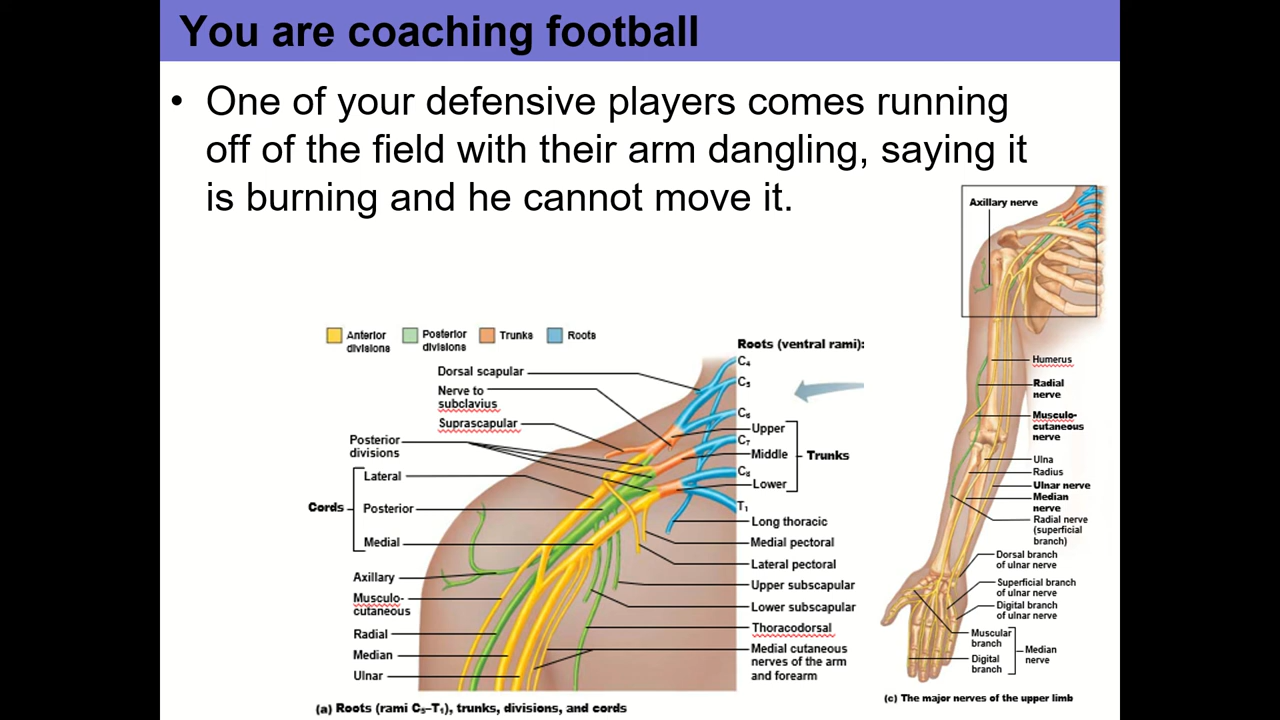 You are coaching football
• One of your defensive players comes running
off of the field with their arm dangling, saying it
is burning and he cannot move it.
Axillary nerve
Anterior
divisions
Posterior
divisions
Trunks
Roots
Roots (ventral rami):
C4
C5
C6
C7
C8
T1
Dorsal scapular
Nerve to
subclavius
Suprascapular
Posterior
divisions
Cords
Lateral
Posterior
Medial
Axillary
Musculo-
cutaneous
Radial
Median
Ulnar
Upper
Middle
Lower
Trunks
Long thoracic
Medial pectoral
Lateral pectoral
Upper subscapular
Lower subscapular
Thoracodorsal
Medial cutaneous
nerves of the arm
and forearm
(a) Roots (rami C5–T1), trunks, divisions, and cords
Humerus
Radial
nerve
Musculo-
cutaneous
nerve
Ulna
Radius
Ulnar nerve
Median
nerve
Radial nerve
(superficial
branch)
Dorsal branch
of ulnar nerve
Superficial branch
of ulnar nerve
Digital branch
of ulnar nerve
Muscular
branch
Digital
branch
Median
nerve
(c) The major nerves of the upper limb